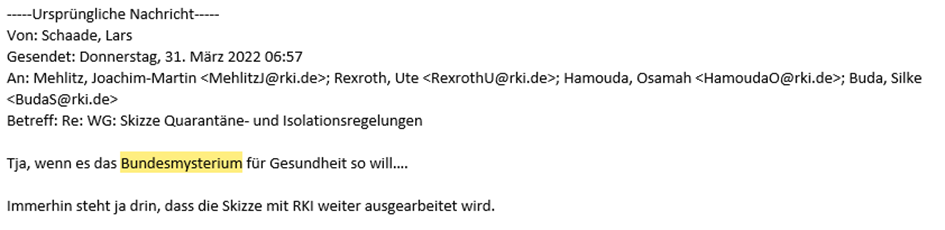 -----Ursprüngliche Nachricht-----
Von: Schaade, Lars
Gesendet: Donnerstag, 31. März 2022 06:57
An: Mehlitz, Joachim-Martin <MehlitzJ@rki.de>; Rexroth, Ute <RexrothU@rki.de>; Hamouda, Osamah <HamoudaO@rki.de>; Buda, Silke
<BudaS@rki.de>
Betreff: Re: WG: Skizze Quarantäne- und Isolationsregelungen
Tja, wenn es das Bundesmysterium für Gesundheit so will....
Immerhin steht ja drin, dass die Skizze mit RKI weiter ausgearbeitet wird.